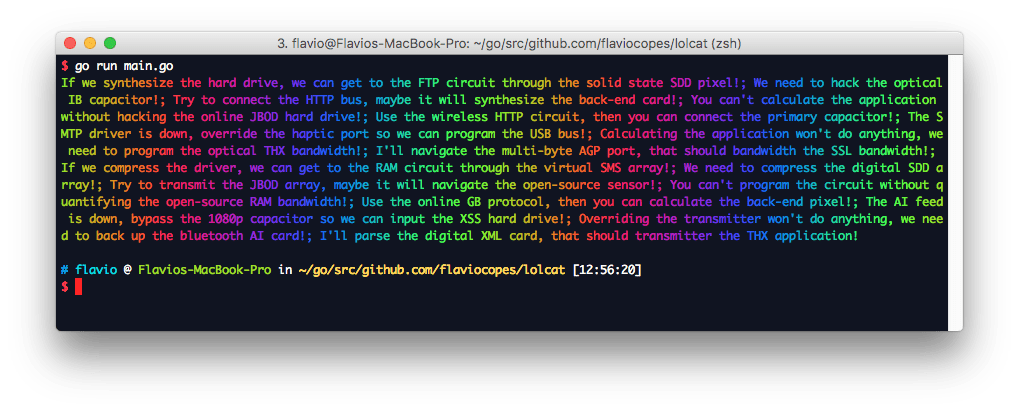 3. flavio@Flavios-MacBook-Pro: ~/go/src/github.com/flaviocopes/lolcat (zsh)
$ go run main.go
If we synthesize the hard drive, we can get to the FTP circuit through the solid state SDD pixel!; We need to hack the optical
IB capacitor!; Try to connect the HTTP bus, maybe it will synthesize the back-end card!; You can't calculate the application
without hacking the online JBOD hard drive!; Use the wireless HTTP circuit, then you can connect the primary capacitor!; The S
MTP driver is down, override the haptic port so we can program the USB bus!; Calculating the application won't do anything, we
need to program the optical THX bandwidth!; I'll navigate the multi-byte AGP port, that should bandwidth the SSL bandwidth!;
If we compress the driver, we can get to the RAM circuit through the virtual SMS array!; We need to compress the digital SDD a
rray!; Try to transmit the JBOD array, maybe it will navigate the open-source sensor!; You can't program the circuit without q
uantifying the open-source RAM bandwidth!; Use the online GB protocol, then you can calculate the back-end pixel!; The AI feed
is down, bypass the 1080p capacitor so we can input the XSS hard drive!; Overriding the transmitter won't do anything, we nee
d to back up the bluetooth AI card!; I'll parse the digital XML card, that should transmitter the THX application!
# flavio @ Flavios-MacBook-Pro in ~/go/src/github.com/flaviocopes/lolcat [12:56:20]
$